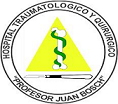 HOSPITAL TRAUMATOLOGICO Y QUIRURGICO
"PROFESOR JUAN BOSCH"